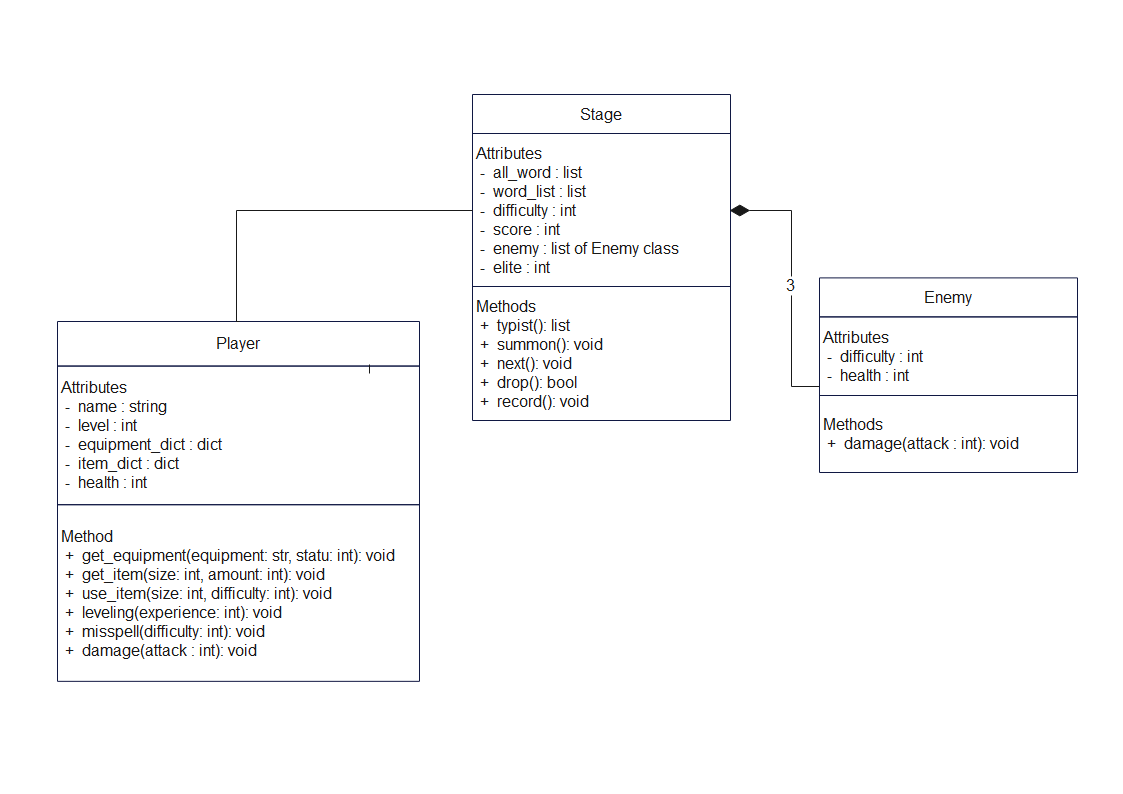 Stage
Attributes
- all_word : list
- word_list : list
- difficulty : int
- score : int
- enemy : list of Enemy class
- elite : int
Methods
+ typist(): list
+ summon(): void
+ next(): void
+ drop(): bool
+ record(): void
3
Enemy
Attributes
- difficulty : int
- health : int
Methods
+ damage(attack : int): void
Player
Attributes
- name : string
- level : int
- equipment_dict : dict
- item_dict : dict
- health : int
Method
+ get_equipment(equipment: str, statu: int): void
+ get_item(size: int, amount: int): void
+ use_item(size: int, difficulty: int): void
+ leveling(experience: int): void
+ misspell(difficulty: int): void
+ damage(attack : int): void